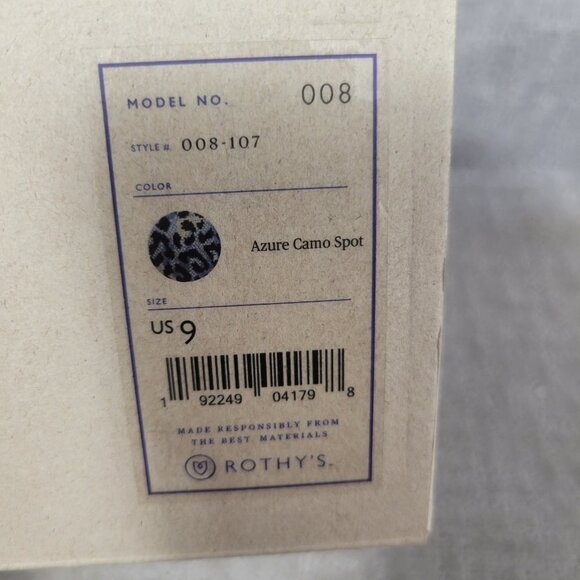 MODEL NO. 008
STYLE # 008-107
COLOR
Azure Camo Spot
SIZE
US 9
1 92249 04179 8
MADE RESPONSIBLY FROM
THE BEST MATERIALS
ROTHY'S™